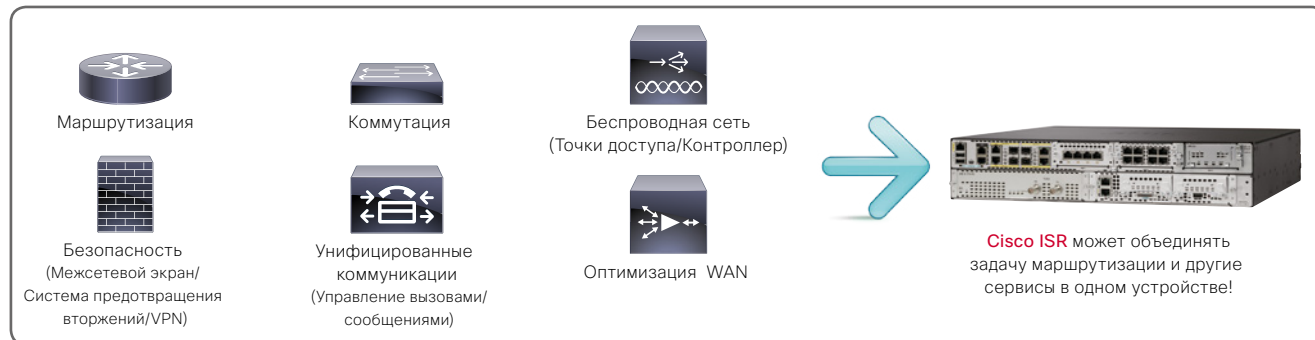 Маршрутизация
Коммутация
Беспроводная сеть
(Точки доступа/Контроллер)
Безопасность
(Межсетевой экран/
Система предотвращения
вторжений/VPN)
Унифицированные
коммуникации
(Управление вызовами/
сообщениями)
Оптимизация WAN
Cisco ISR может объединять
задачу маршрутизации и другие
сервисы в одном устройстве!